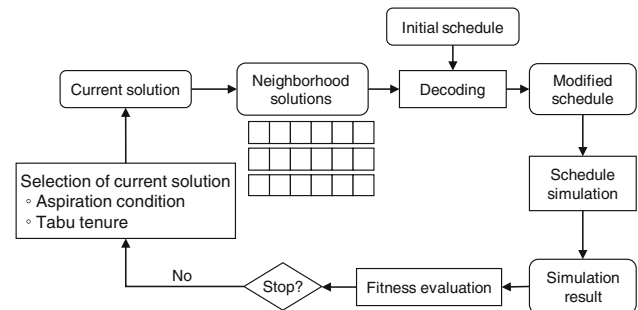 Initial schedule
Current solution
Neighborhood
solutions
Decoding
Modified
schedule
Selection of current solution
◦ Aspiration condition
◦ Tabu tenure
Schedule
simulation
No
Stop?
Fitness evaluation
Simulation
result